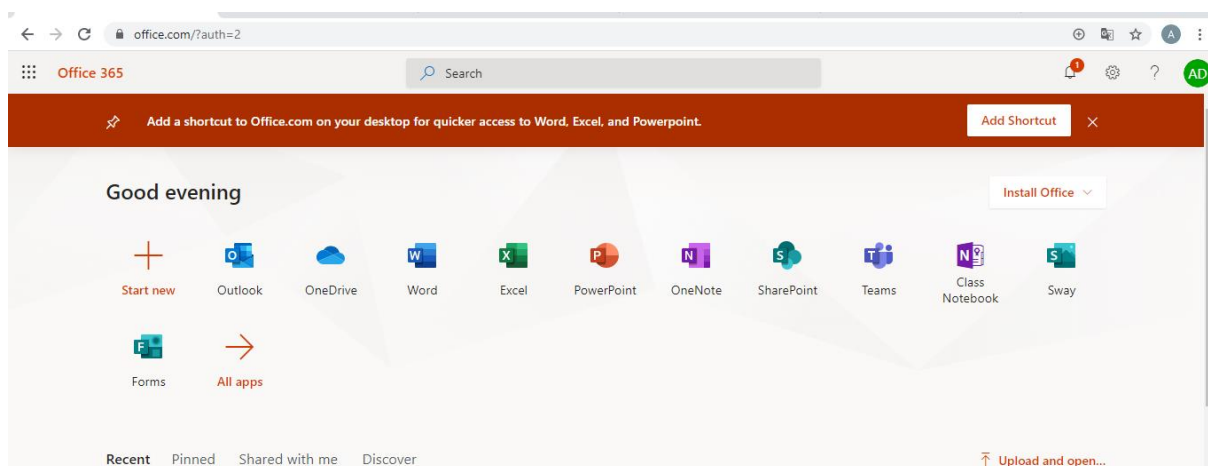 office.com/?auth=2
A
Office 365
Search
1
?
AD
Add a shortcut to Office.com on your desktop for quicker access to Word, Excel, and Powerpoint.
Add Shortcut
Good evening
Install Office
Start new
Outlook
OneDrive
Word
Excel
PowerPoint
OneNote
SharePoint
Teams
Class
Notebook
Sway
Forms
All apps
Recent
Pinned
Shared with me
Discover
Upload and open...